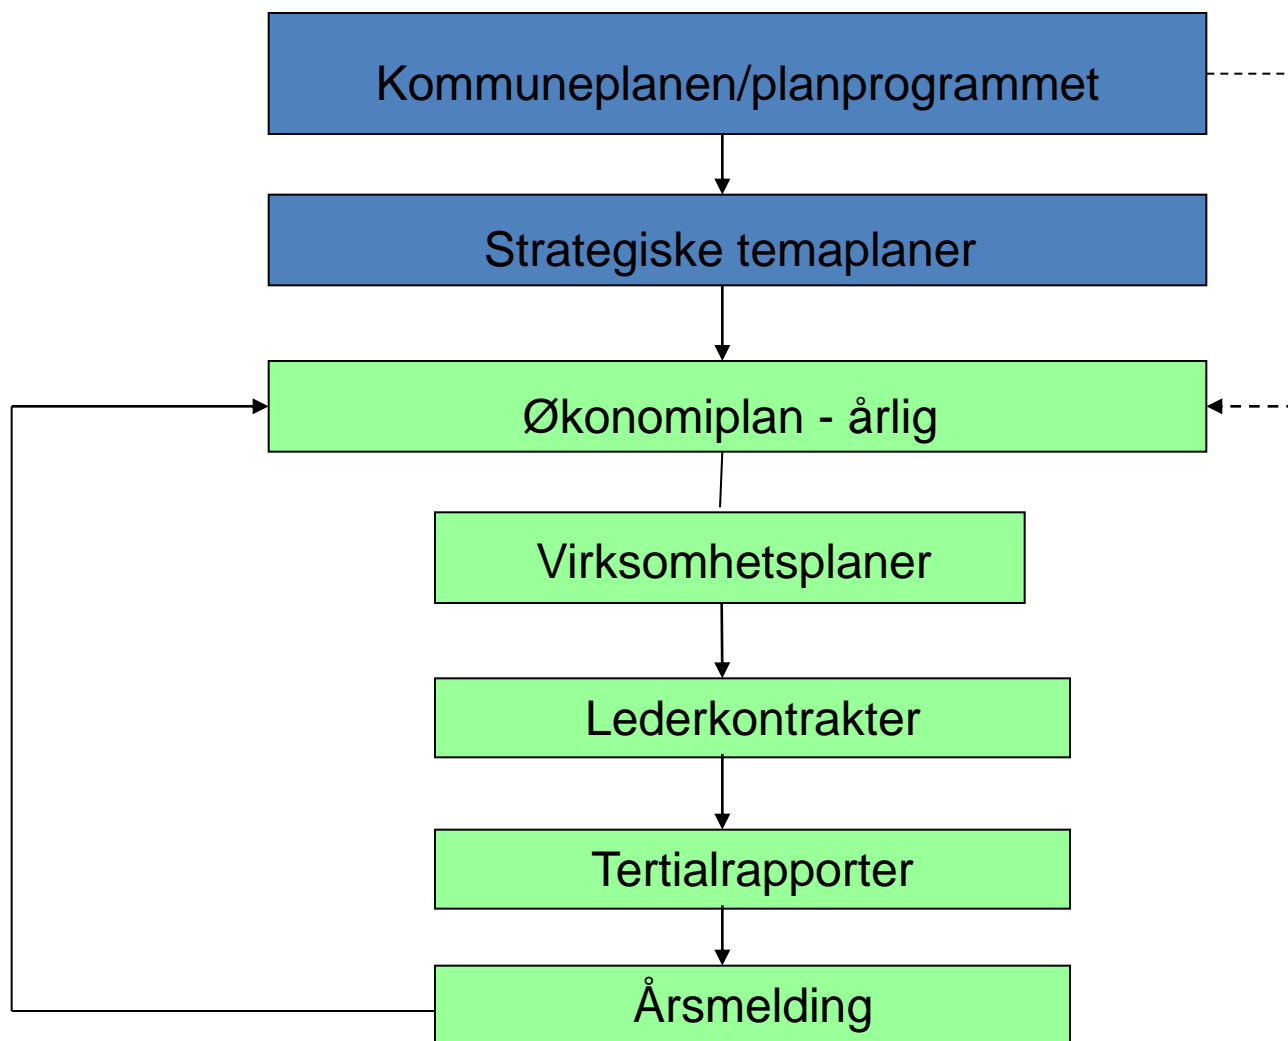 Kommuneplanen/planprogrammet
Strategiske temaplaner
Økonomiplan - årlig
Virksomhetsplaner
Lederkontrakter
Tertialrapporter
Årsmelding